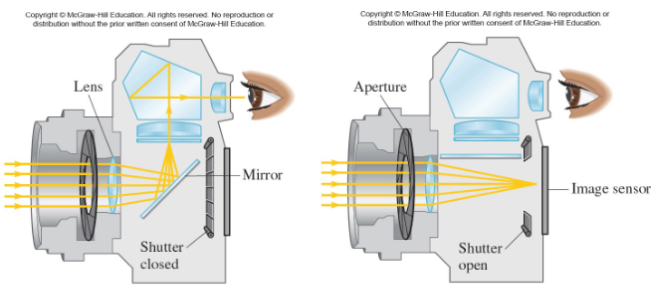 Copyright © McGraw-Hill Education. All rights reserved. No reproduction or
distribution without the prior written consent of McGraw-Hill Education.
Lens
Mirror
Shutter
closed
Copyright © McGraw-Hill Education. All rights reserved. No reproduction or
distribution without the prior written consent of McGraw-Hill Education.
Aperture
Image sensor
Shutter
open